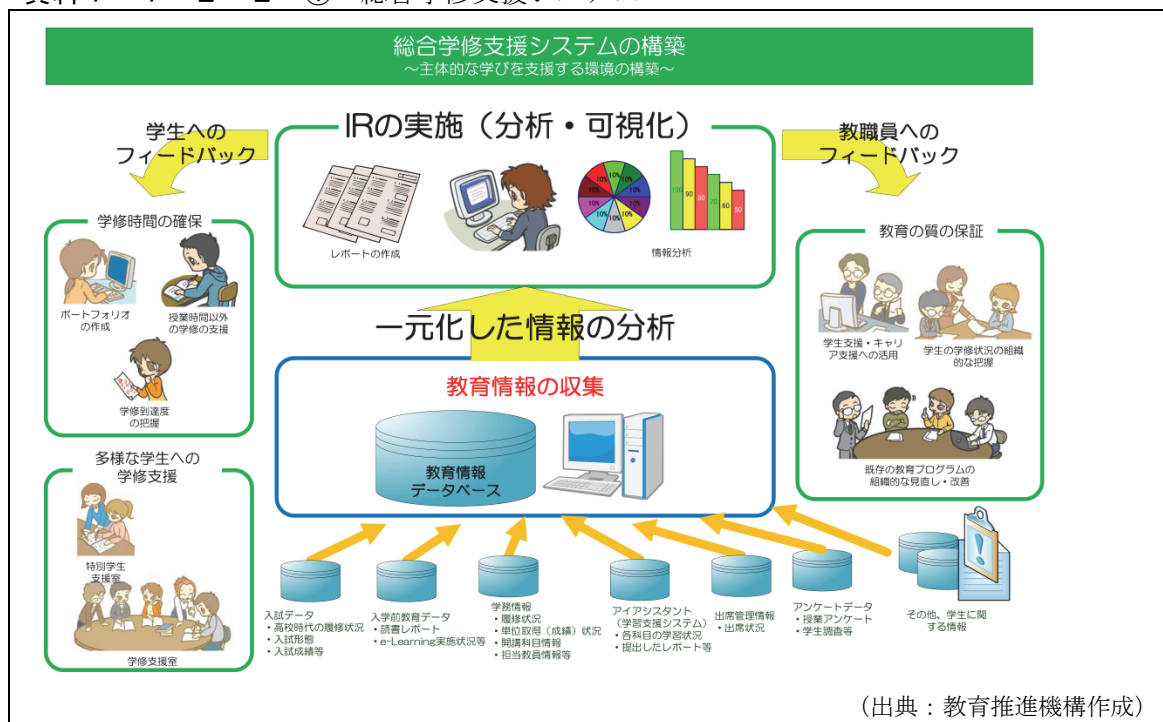 総合学修支援システムの構築
～主体的な学びを支援する環境の構築～
学生への
フィードバック
IRの実施（分析・可視化）
教職員への
フィードバック
レポートの作成
10%
10%
10%
10%
10%
10%
10%
10%
10%
10%
100
90
80
70
60
50
情報分析
学修時間の確保
ポートフォリオ
の作成
授業時間以外
の学修の支援
学修到達度
の把握
教育の質の保証
学生支援・キャリ
ア支援への活用
学生の学修状況の組織
的な把握
既存の教育プログラムの
組織的な見直し・改善
一元化した情報の分析
教育情報の収集
教育情報
データベース
多様な学生への
学修支援
特別学生
支援室
学修支援室
入試データ
・高校時代の履修状況
・入試形態
・入試成績等
入学前教育データ
・読書レポート
・e-Learning実施状況等
学務情報
・履修状況
・単位取得（成績）状況
・開講科目情報
・担当教員情報等
アイアシスタント
（学習支援システム）
・各科目の学習状況
・提出したレポート等
出席管理情報
・出席状況
アンケートデータ
・授業アンケート
・学生調査等
その他、学生に関
する情報
（出典：教育推進機構作成）